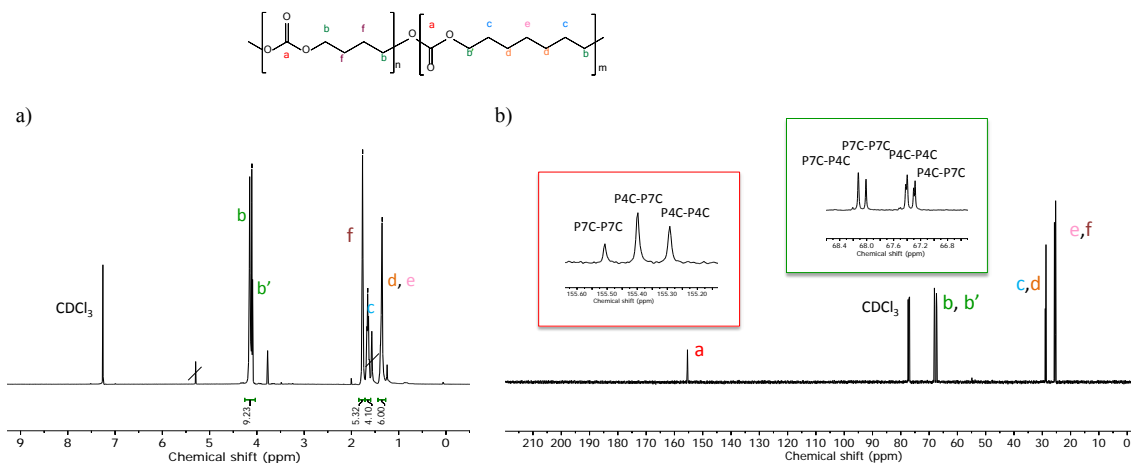 b f f a c e c
O O O O O O
a f b n b' d d b m
a)
b
b'
CDCl3
f
c
d, e
9.23 5.32 4.10 6.00
9 8 7 6 5 4 3 2 1 0
Chemical shift (ppm)
b)
P7C-P7C P4C-P7C P4C-P4C
155.60 155.50 155.40 155.30 155.20
Chemical shift (ppm)
P7C-P4C P7C-P7C P4C-P4C P4C-P7C
68.4 68.0 67.6 67.2 66.8
Chemical shift (ppm)
a
CDCl3
b, b'
c,d
e,f
210 200 190 180 170 160 150 140 130 120 110 100 90 80 70 60 50 40 30 20 10 0
Chemical shift (ppm)